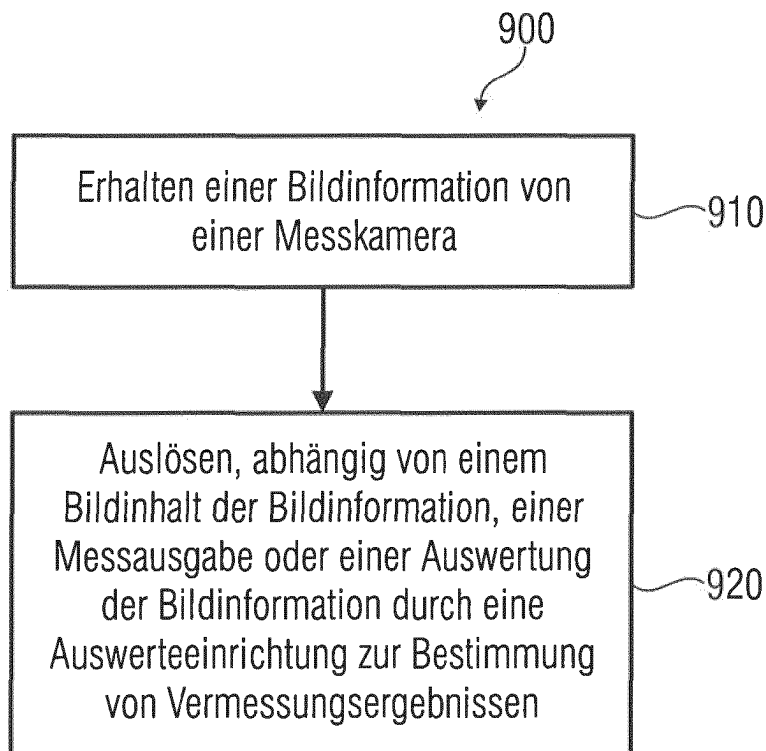 900
Erhalten einer Bildinformation von
einer Messkamera
910
Auslösen, abhängig von einem
Bildinhalt der Bildinformation, einer
Messausgabe oder einer Auswertung
der Bildinformation durch eine
Auswerteeinrichtung zur Bestimmung
von Vermessungsergebnissen
920